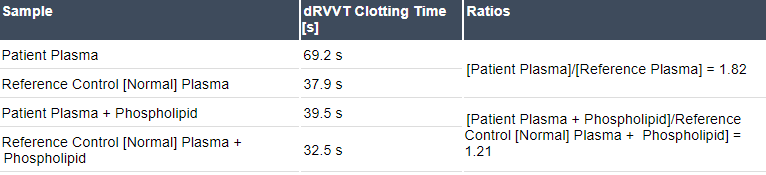 Sample
dRVVT Clotting Time
[s]
Ratios
Patient Plasma
69.2 s
[Patient Plasma]/[Reference Plasma] = 1.82
Reference Control [Normal] Plasma
37.9 s
Patient Plasma + Phospholipid
39.5 s
[Patient Plasma + Phospholipid]/Reference
Control [Normal] Plasma + Phospholipid] =
1.21
Reference Control [Normal] Plasma +
Phospholipid
32.5 s